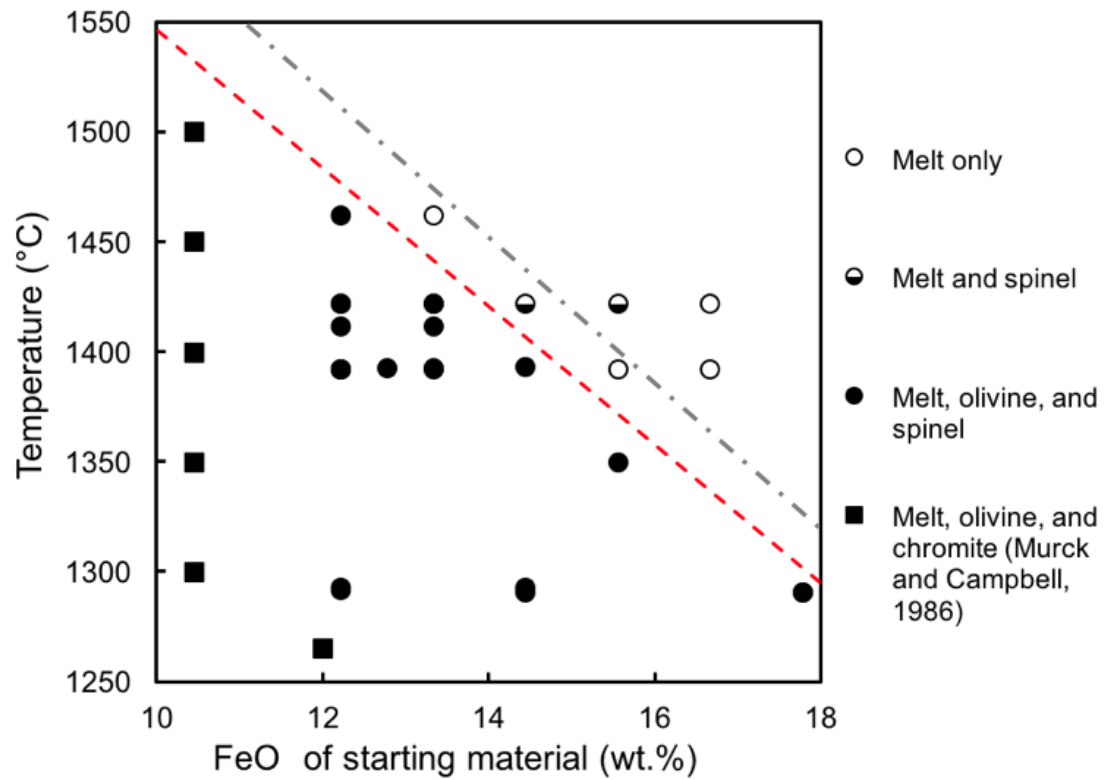 1550
1500
1450
1400
1350
1300
1250
Temperature (°C)
10
12
14
16
18
FeO of starting material (wt.%)
Melt only
Melt and spinel
Melt, olivine, and
spinel
Melt, olivine, and
chromite (Murck
and Campbell,
1986)